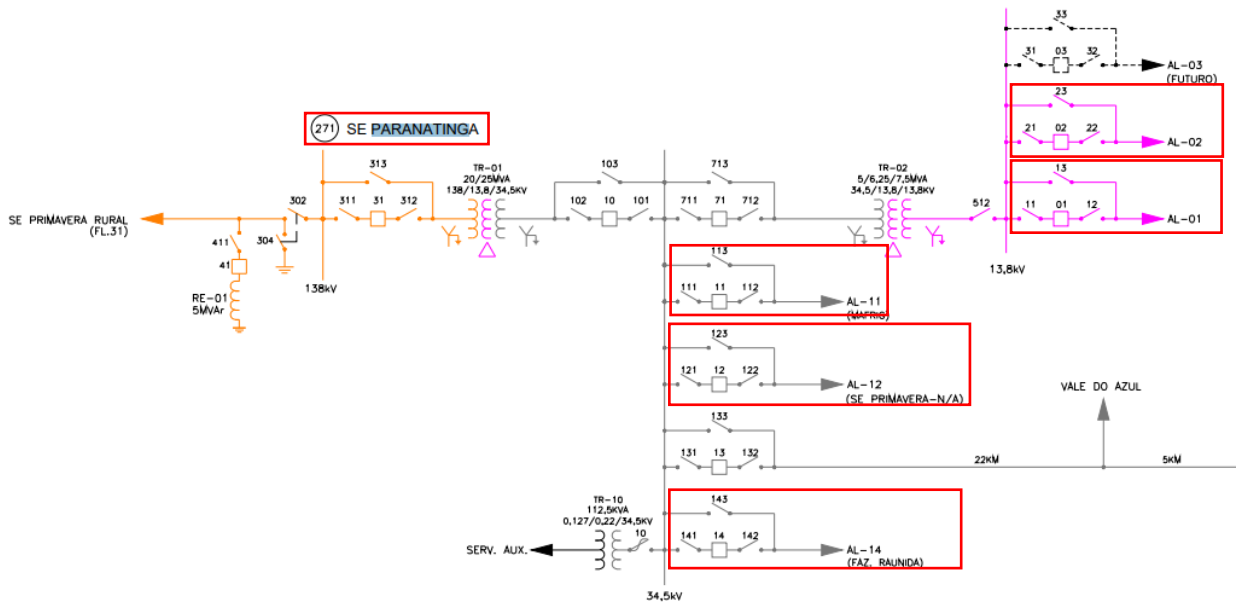 33
31
03
32
AL-03
(FUTURO)
23
21
02
22
AL-02
13
11
01
12
AL-01
512
13,8kV
271
SE PARANATINGA
SE PRIMAVERA RURAL
(FL.31)
302
304
411
41
RE-01
5MVAr
138kV
313
311
31
312
TR-01
20/25MVA
138/13,8/34,5KV
103
102
10
101
713
711
71
712
TR-02
5/6,25/7,5MVA
34,5/13,8/13,8KV
113
111
11
112
AL-11
(MAFRIG)
123
121
12
122
AL-12
(SE PRIMAVERA-N/A)
133
131
13
132
22KM
VALE DO AZUL
5KM
TR-10
112,5KVA
0,127/0,22/34,5KV
10
SERV. AUX.
143
141
14
142
AL-14
(FAZ. RAUNIDA)
34,5kV